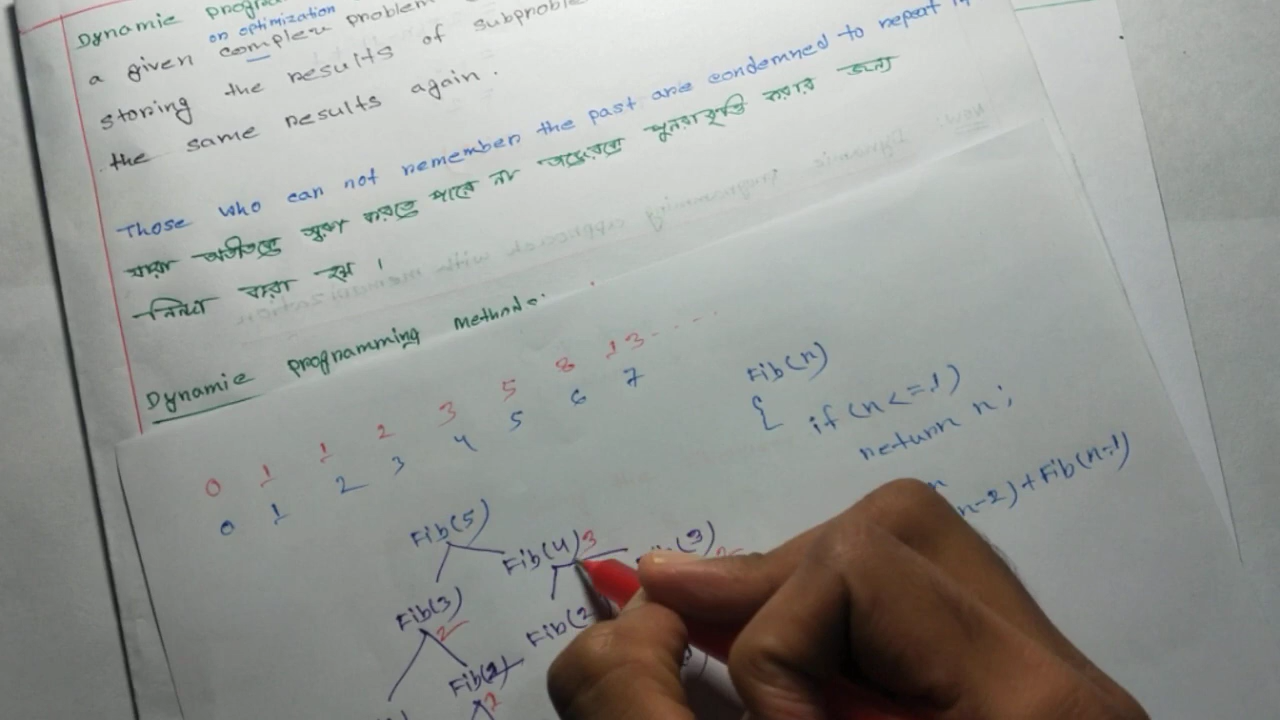 Dynamic
on optimization
a given complex problem
storing the results of
the same results again.
Those who can not remember the past are condemned to repeat it
যারা অতীতকে স্মরণ করতে পারে না তাদেরকে পুনরাবৃত্তি করার জন্য
নিন্দা করা হয় ।
Dynamic programming methods:
0 1 1 2 3 5 8 13 - - - -
0 1 2 3 4 5 6 7
Fib(n)
{ if (n<=1)
return n;
n-2) + Fib(n-1)
Fib(5)
Fib(4) 3 (3)
Fib(3) 2 Fib(2
Fib(2)